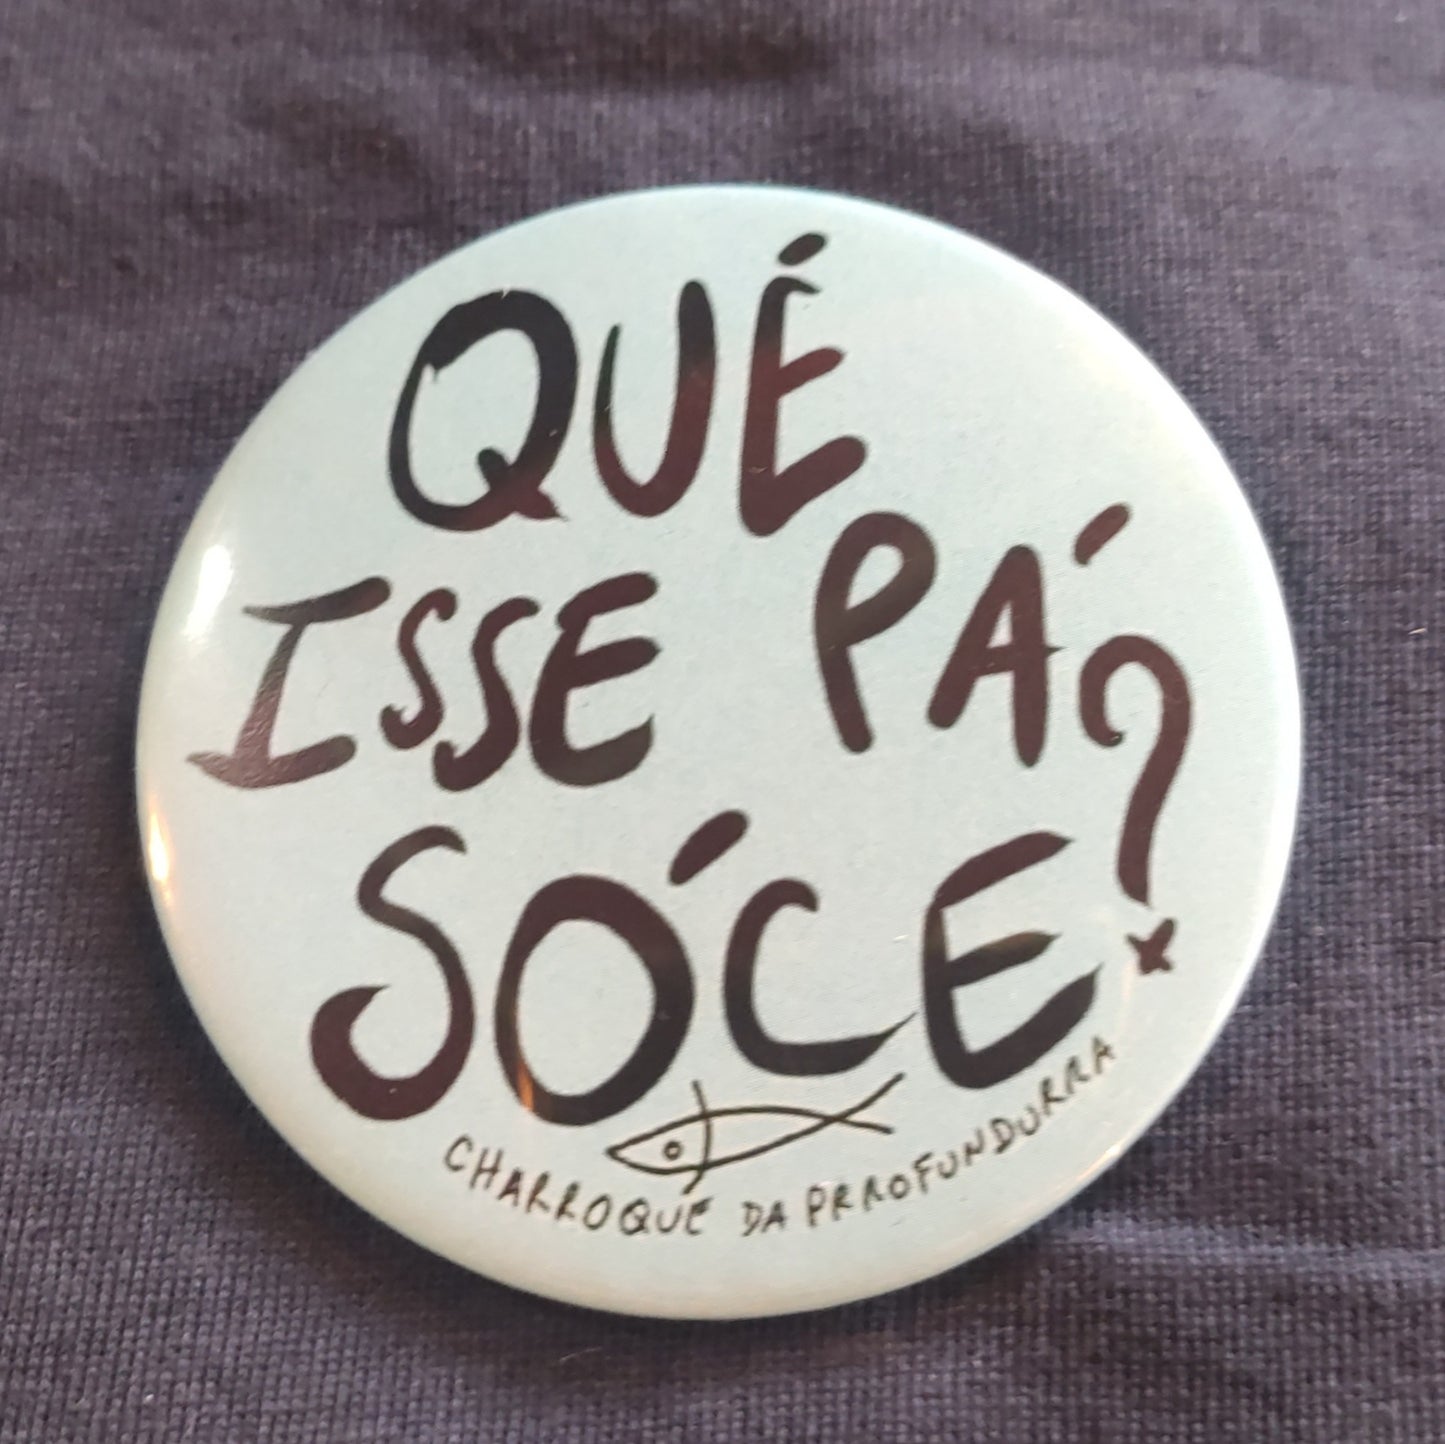 QUÉ
ISSE PÁ?
SÓCE
CHARROQUE DA PRROFUNDURRA